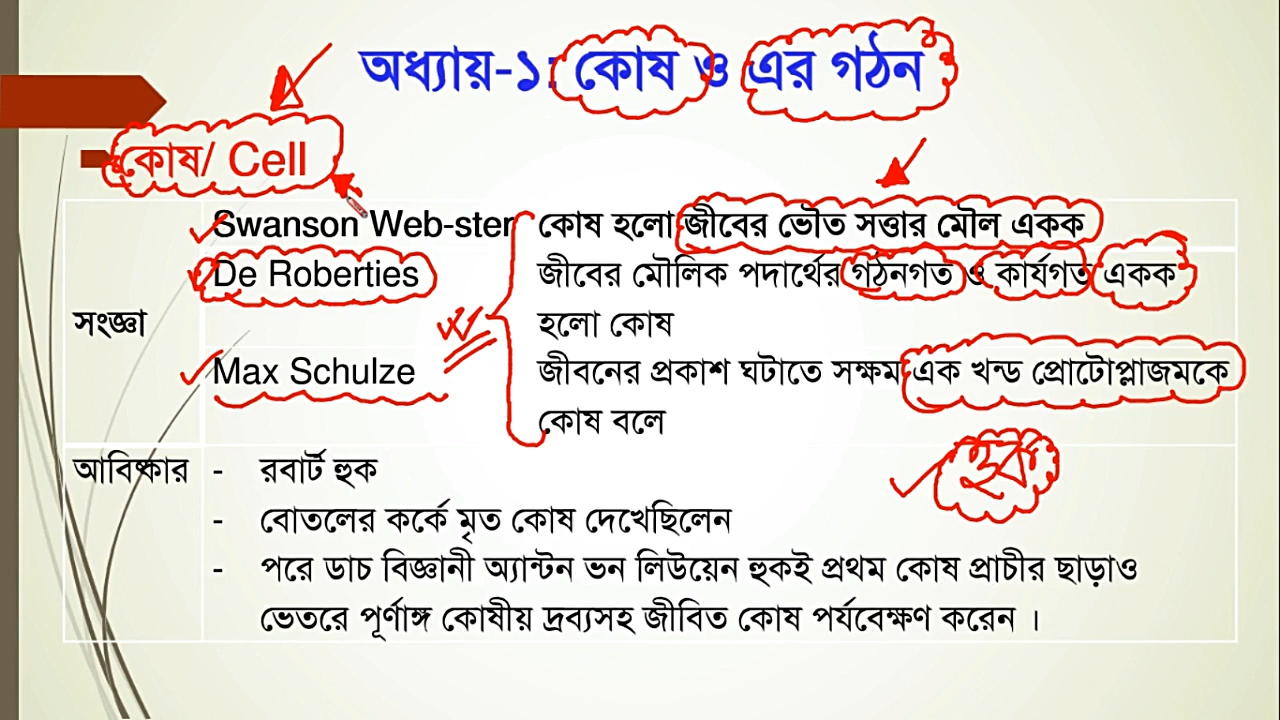 অধ্যায়-১: কোষ ও এর গঠন
কোষ/ Cell
সংজ্ঞা
Swanson Web-ster
কোষ হলো জীবের ভৌত সত্তার মৌল একক
De Roberties
জীবের মৌলিক পদার্থের গঠনগত ও কার্যগত একক
হলো কোষ
Max Schulze
জীবনের প্রকাশ ঘটাতে সক্ষম এক খন্ড প্রোটোপ্লাজমকে
কোষ বলে
আবিষ্কার
- রবার্ট হুক
- বোতলের কর্কে মৃত কোষ দেখেছিলেন
- পরে ডাচ বিজ্ঞানী অ্যান্টন ভন লিউয়েন হুকই প্রথম কোষ প্রাচীর ছাড়াও
ভেতরে পূর্ণাঙ্গ কোষীয় দ্রব্যসহ জীবিত কোষ পর্যবেক্ষণ করেন ।